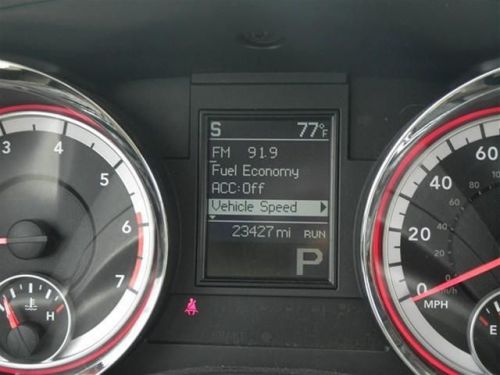 S 77°F
FM 91.9
Fuel Economy
ACC:Off
Vehicle Speed
23427 mi RUN
P
3
4
5
6
7
H
60
40
20
0
MPH
km/h
E